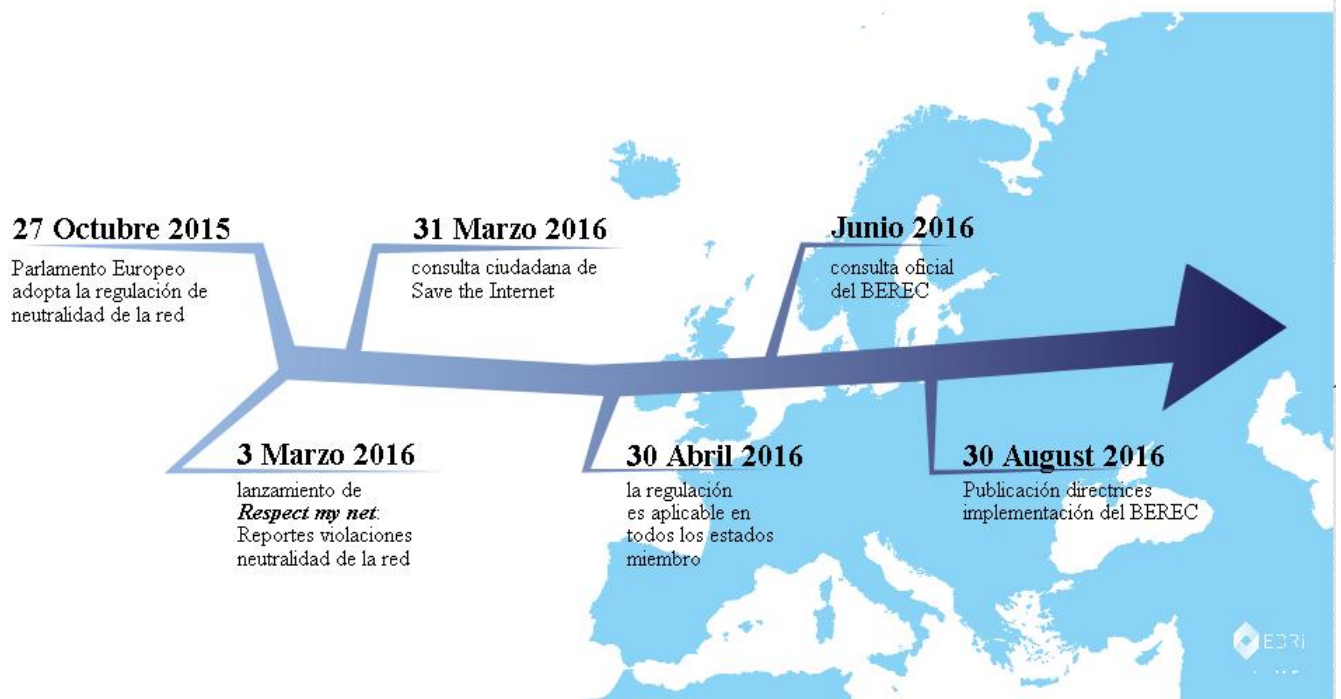 27 Octubre 2015
Parlamento Europeo
adopta la regulación de
neutralidad de la red
3 Marzo 2016
lanzamiento de
Respect my net:
Reportes violaciones
neutralidad de la red
31 Marzo 2016
consulta ciudadana de
Save the Internet
30 Abril 2016
la regulación
es aplicable en
todos los estados
miembro
Junio 2016
consulta oficial
del BEREC
30 August 2016
Publicación directrices
implementación del BEREC
EDRi